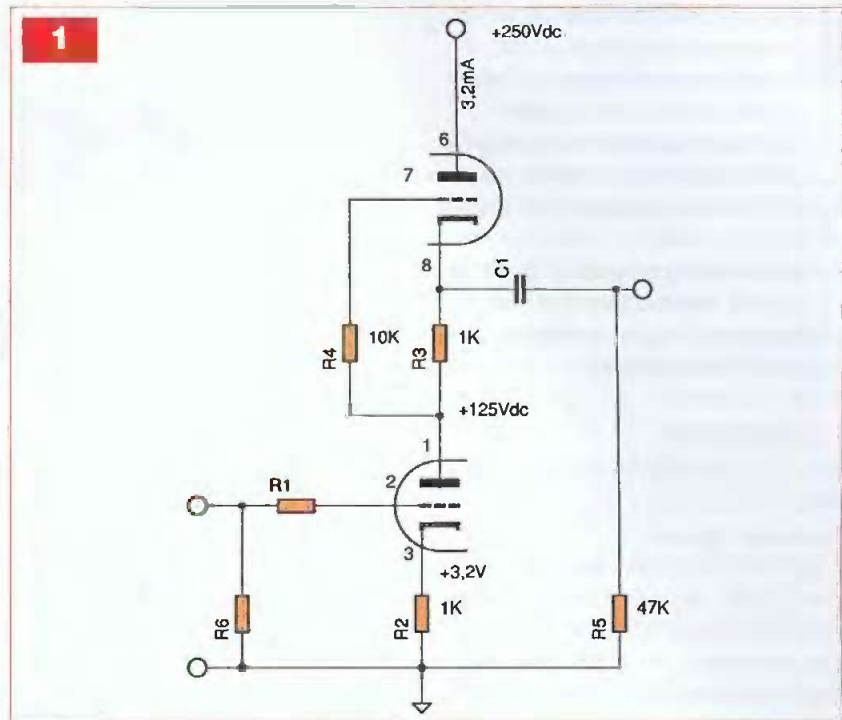 1
+250Vdc
3,2mA
6
7
8
C1
R4
10K
R3
1K
+125Vdc
1
R1
2
3
+3,2V
R6
R2
1K
R5
47K